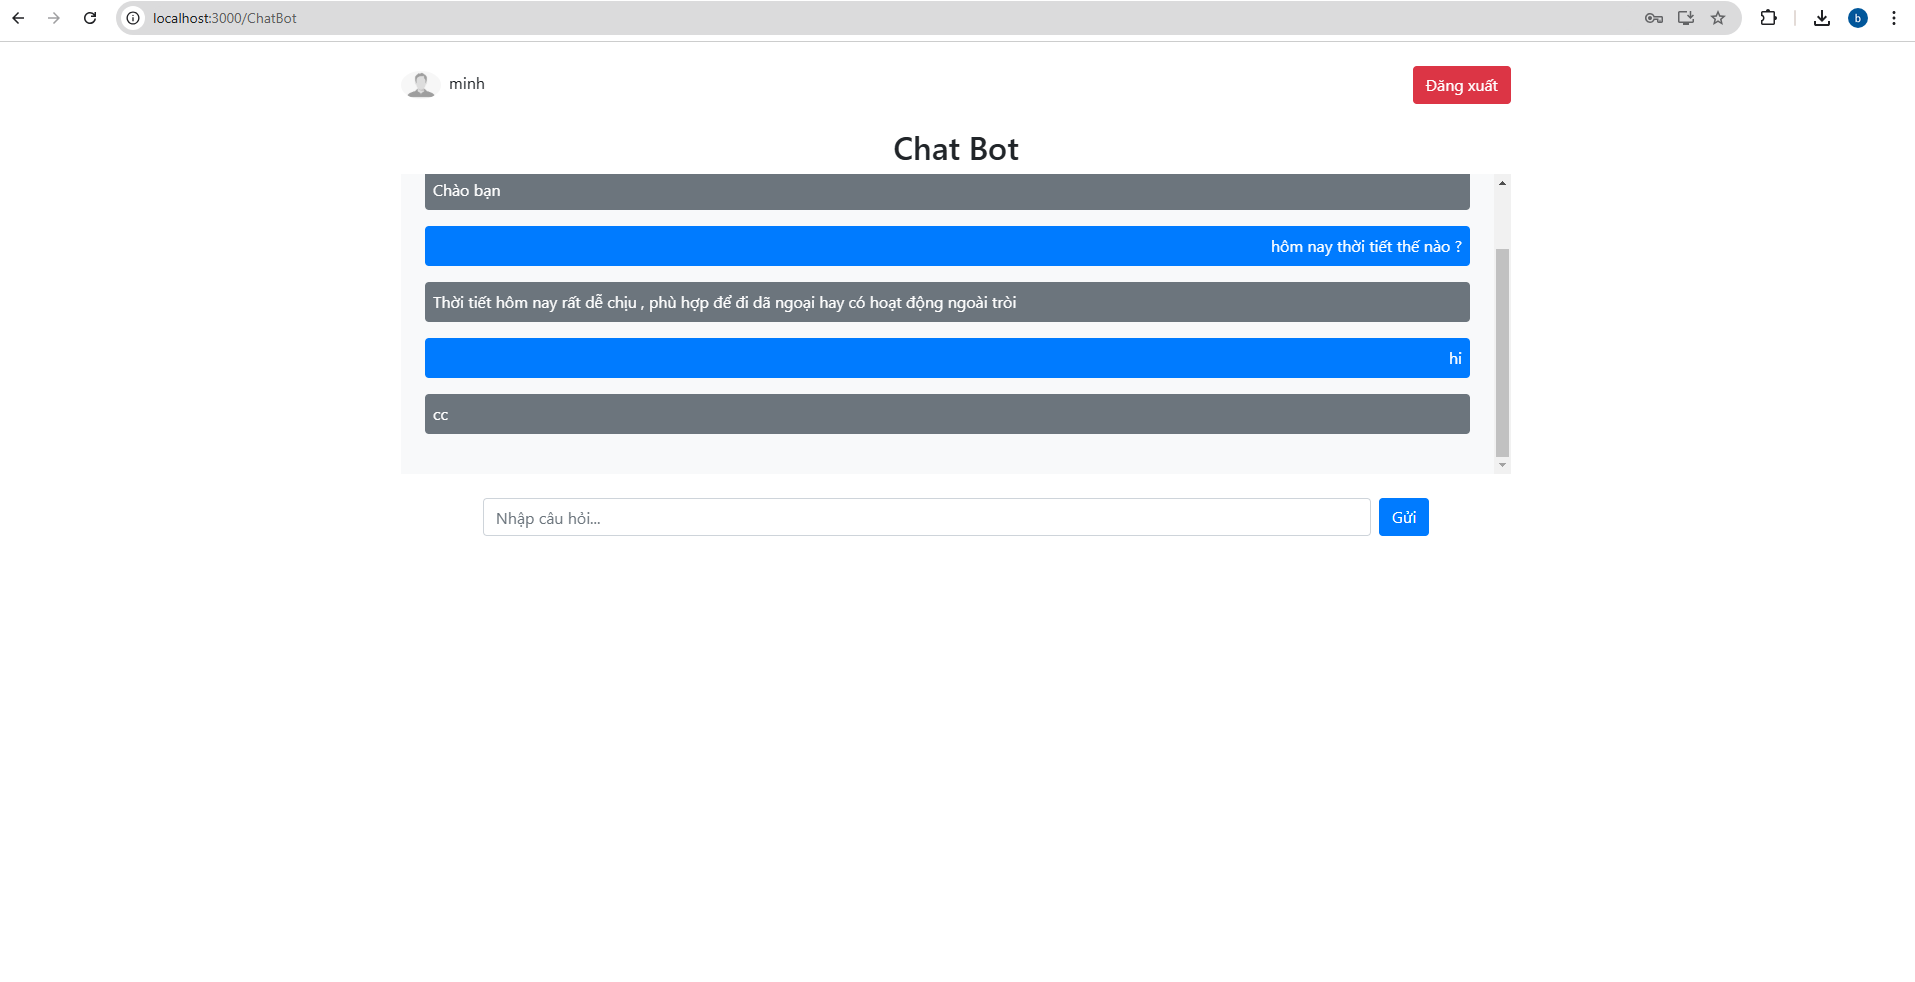 localhost:3000/ChatBot
b
minh
Đăng xuất
Chat Bot
Chào bạn
hôm nay thời tiết thế nào ?
Thời tiết hôm nay rất dễ chịu , phù hợp để đi dã ngoại hay có hoạt động ngoài tròi
hi
cc
Nhập câu hỏi...
Gửi